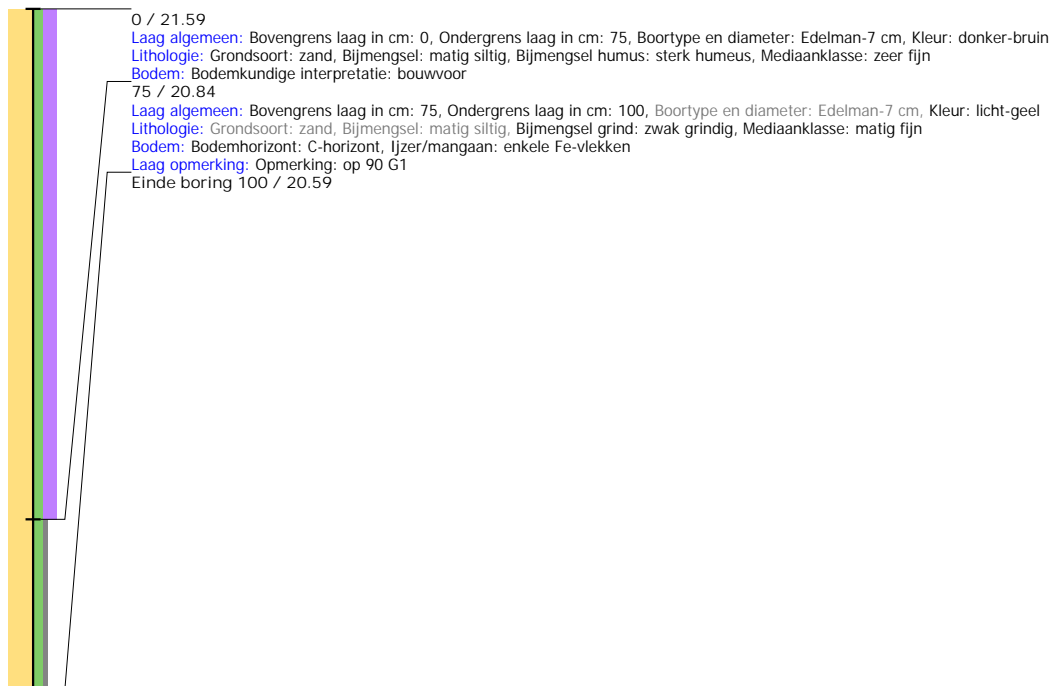 0 / 21.59
Laag algemeen: Bovengrens laag in cm: 0, Ondergrens laag in cm: 75, Boortype en diameter: Edelman-7 cm, Kleur: donker-bruin
Lithologie: Grondsoort: zand, Bijmengsel: matig siltig, Bijmengsel humus: sterk humeus, Mediaanklasse: zeer fijn
Bodem: Bodemkundige interpretatie: bouwvoor
75 / 20.84
Laag algemeen: Bovengrens laag in cm: 75, Ondergrens laag in cm: 100, Boortype en diameter: Edelman-7 cm, Kleur: licht-geel
Lithologie: Grondsoort: zand, Bijmengsel: matig siltig, Bijmengsel grind: zwak grindig, Mediaanklasse: matig fijn
Bodem: Bodemhorizont: C-horizont, Ijzer/mangaan: enkele Fe-vlekken
Laag opmerking: Opmerking: op 90 G1
Einde boring 100 / 20.59